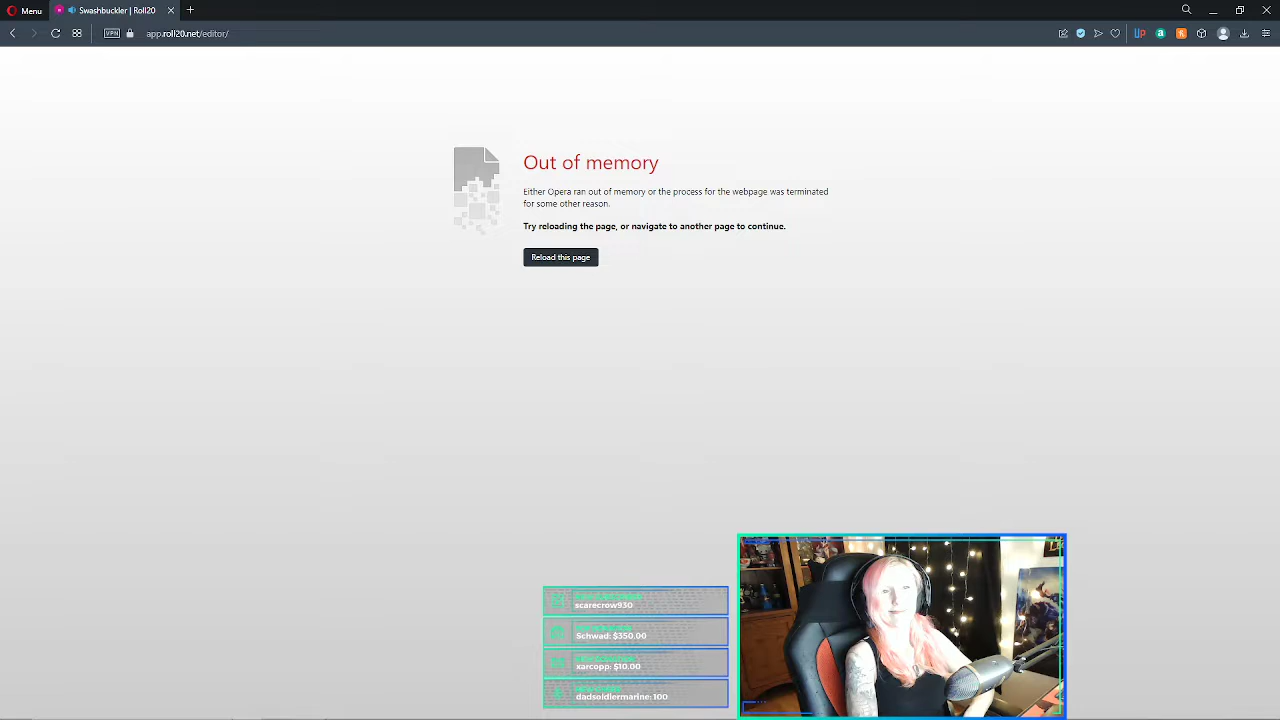 Menu
Swashbuckler | Roll20
VPN
app.roll20.net/editor/
Out of memory
Either Opera ran out of memory or the process for the webpage was terminated
for some other reason.
Try reloading the page, or navigate to another page to continue.
Reload this page
scarecrow930
Schwad: $350.00
xarcopp: $10.00
dadsoldiermarine: 100